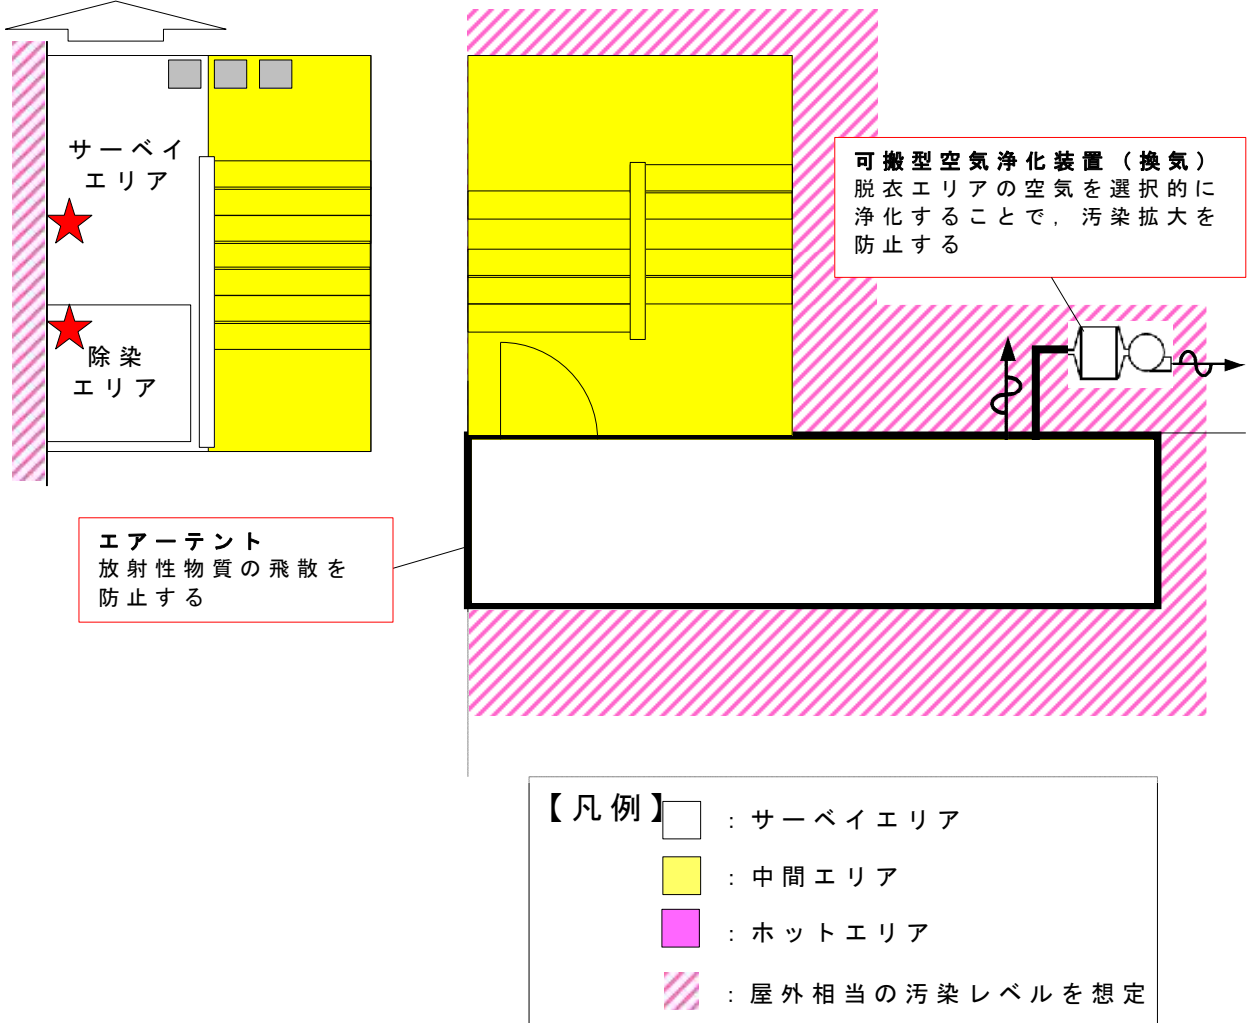 サーベイ
エリア
除染
エリア
可搬型空気浄化装置（換気）
脱衣エリアの空気を選択的に
浄化することで，汚染拡大を
防止する
エアーテント
放射性物質の飛散を
防止する
【凡例】
：サーベイエリア
：中間エリア
：ホットエリア
：屋外相当の汚染レベルを想定